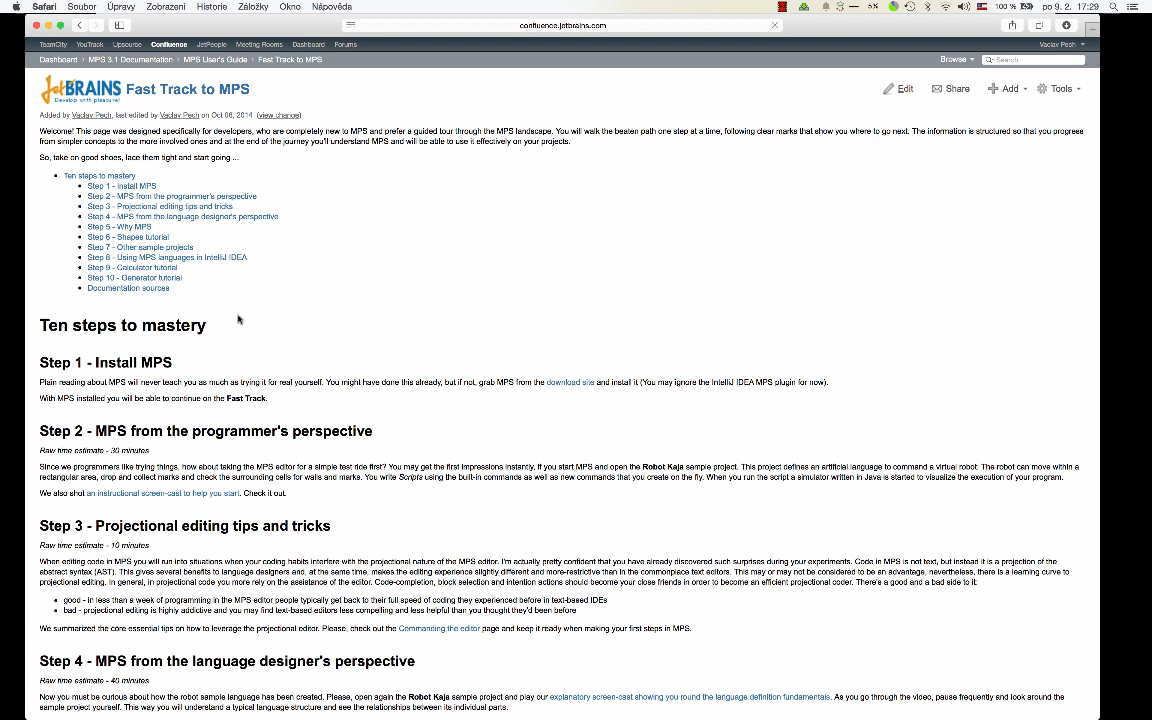 Safari Soubor Úpravy Zobrazení Historie Záložky Okno Nápověda 5% 100 % po 9. 2. 17:29
confluence.jetbrains.com
TeamCity YouTrack Upsource Confluence JetPeople Meeting Rooms Dashboard Forums Vaclav Pech
Dashboard › MPS 3.1 Documentation › MPS User's Guide › Fast Track to MPS Browse Search
JetBRAINS Fast Track to MPS Edit Share Add Tools
Develop with pleasure!
Added by Vaclav Pech, last edited by Vaclav Pech on Oct 06, 2014 (view change)
Welcome! This page was designed specifically for developers, who are completely new to MPS and prefer a guided tour through the MPS landscape. You will walk the beaten path one step at a time, following clear marks that show you where to go next. The information is structured so that you progress
from simpler concepts to the more involved ones and at the end of the journey you'll understand MPS and will be able to use it effectively on your projects.
So, take on good shoes, lace them tight and start going ...
• Ten steps to mastery
• Step 1 - Install MPS
• Step 2 - MPS from the programmer's perspective
• Step 3 - Projectional editing tips and tricks
• Step 4 - MPS from the language designer's perspective
• Step 5 - Why MPS
• Step 6 - Shapes tutorial
• Step 7 - Other sample projects
• Step 8 - Using MPS languages in IntelliJ IDEA
• Step 9 - Calculator tutorial
• Step 10 - Generator tutorial
• Documentation sources
Ten steps to mastery
Step 1 - Install MPS
Plain reading about MPS will never teach you as much as trying it for real yourself. You might have done this already, but if not, grab MPS from the download site and install it (You may ignore the IntelliJ IDEA MPS plugin for now).
With MPS installed you will be able to continue on the Fast Track.
Step 2 - MPS from the programmer's perspective
Raw time estimate - 30 minutes
Since we programmers like trying things, how about taking the MPS editor for a simple test ride first? You may get the first impressions instantly, if you start MPS and open the Robot Kaja sample project. This project defines an artificial language to command a virtual robot. The robot can move within a
rectangular area, drop and collect marks and check the surrounding cells for walls and marks. You write Scripts using the built-in commands as well as new commands that you create on the fly. When you run the script a simulator written in Java is started to visualize the execution of your program.
We also shot an instructional screen-cast to help you start. Check it out.
Step 3 - Projectional editing tips and tricks
Raw time estimate - 10 minutes
When editing code in MPS you will run into situations when your coding habits interfere with the projectional nature of the MPS editor. I'm actually pretty confident that you have already discovered such surprises during your experiments. Code in MPS is not text, but instead it is a projection of the
abstract syntax (AST). This gives several benefits to language designers and, at the same time, makes the editing experience slightly different and more-restrictive than in the commonplace text editors. This may or may not be considered to be an advantage, nevertheless, there is a learning curve to
projectional editing. In general, in projectional code you more rely on the assistance of the editor. Code-completion, block selection and intention actions should become your close friends in order to become an efficient projectional coder. There's a good and a bad side to it:
• good - in less than a week of programming in the MPS editor people typically get back to their full speed of coding they experienced before in text-based IDEs
• bad - projectional editing is highly addictive and you may find text-based editors less compelling and less helpful than you thought they'd been before
We summarized the core essential tips on how to leverage the projectional editor. Please, check out the Commanding the editor page and keep it ready when making your first steps in MPS.
Step 4 - MPS from the language designer's perspective
Raw time estimate - 40 minutes
Now you must be curious about how the robot sample language has been created. Please, open again the Robot Kaja sample project and play our explanatory screen-cast showing you round the language definition fundamentals. As you go through the video, pause frequently and look around the
sample project yourself. This way you will understand a typical language structure and see the relationships between its individual parts.